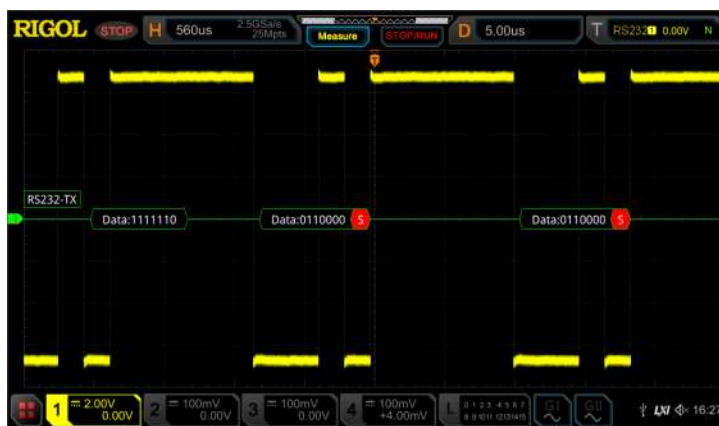 RIGOL STOP H 560us 2.5GSa/s 25Mpts Measure STOP/RUN D 5.00us T RS232 1 0.00V N
T
RS232-TX
Data:1111110 Data:0110000 S Data:0110000 S
1 2.00V 0.00V 2 100mV 0.00V 3 100mV 0.00V 4 100mV +4.00mV L 0 1 2 3 4 5 6 7 8 9 10 11 12 13 14 15 GI GII LXI 16:27